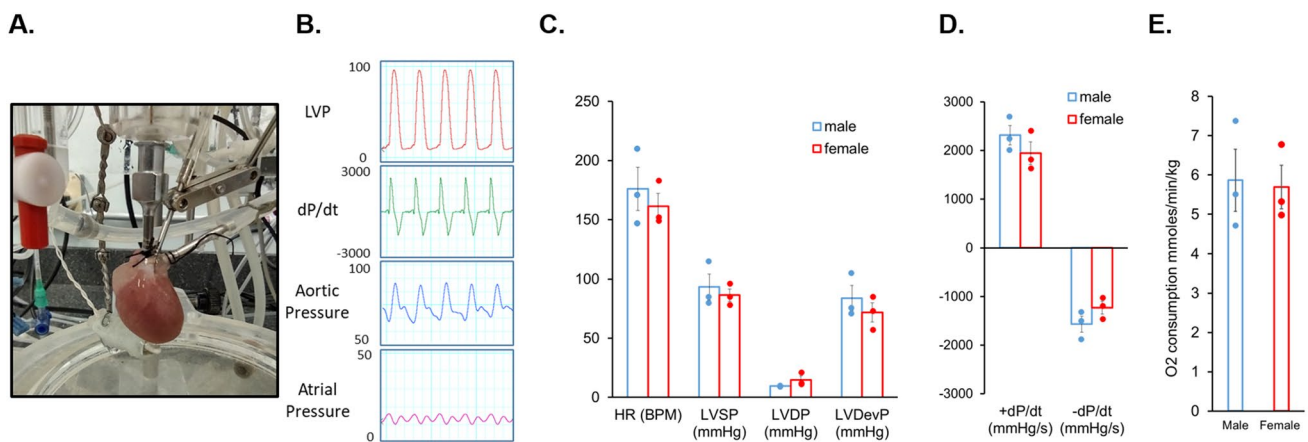 A.
B.
C.
D.
E.
LVP
100
0
dP/dt
3000
-3000
Aortic
Pressure
100
50
Atrial
Pressure
50
0
250
200
150
100
50
0
male
female
HR (BPM)
LVSP
(mmHg)
LVDP
(mmHg)
LVDevP
(mmHg)
3000
2000
1000
0
-1000
-2000
-3000
male
female
+dP/dt
(mmHg/s)
-dP/dt
(mmHg/s)
O2 consumption mmoles/min/kg
8
7
6
5
4
3
2
1
0
Male
Female